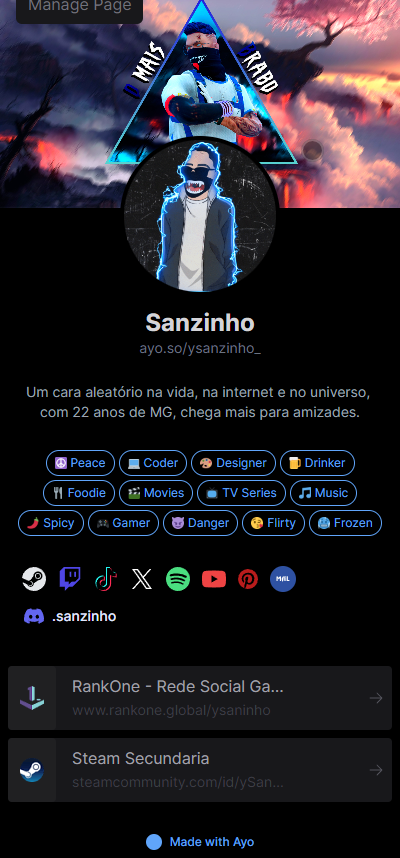 Manage Page
O MAIS
BRABO
Sanzinho
ayo.so/ysanzinho_
Um cara aleatório na vida, na internet e no universo,
com 22 anos de MG, chega mais para amizades.
Peace Coder Designer Drinker
Foodie Movies TV Series Music
Spicy Gamer Danger Flirty Frozen
MAL
.sanzinho
RankOne - Rede Social Ga...
www.rankone.global/ysaninho
Steam Secundaria
steamcommunity.com/id/ySan...
Made with Ayo